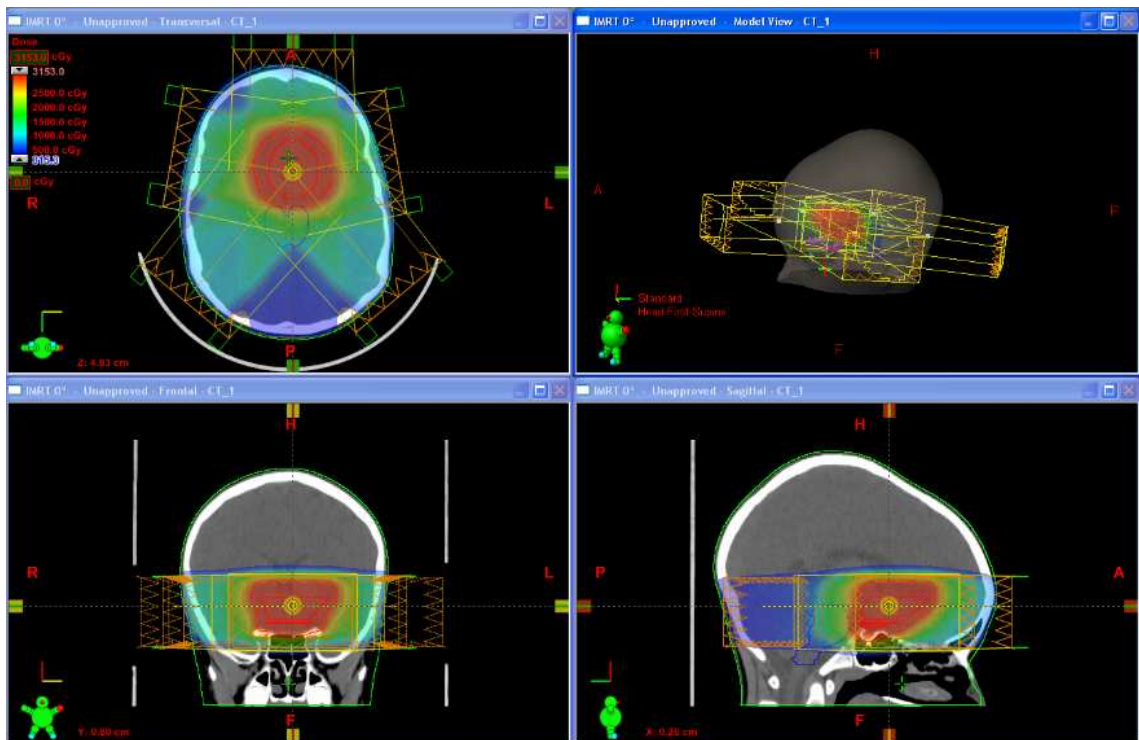 IMRT 0° - Unapproved - Transversal - CT_1
Dose
3153.0 cGy
3153.0
2500.0 cGy
2000.0 cGy
1500.0 cGy
1000.0 cGy
500.0 cGy
315.3
0.0 cGy
A
R
L
P
Z: 4.93 cm
IMRT 0° - Unapproved - Model View - CT_1
H
A
Standard
Head First-Supine
F
IMRT 0° - Unapproved - Frontal - CT_1
H
R
L
F
Y: 0.80 cm
IMRT 0° - Unapproved - Sagittal - CT_1
H
P
A
F
X: 0.26 cm